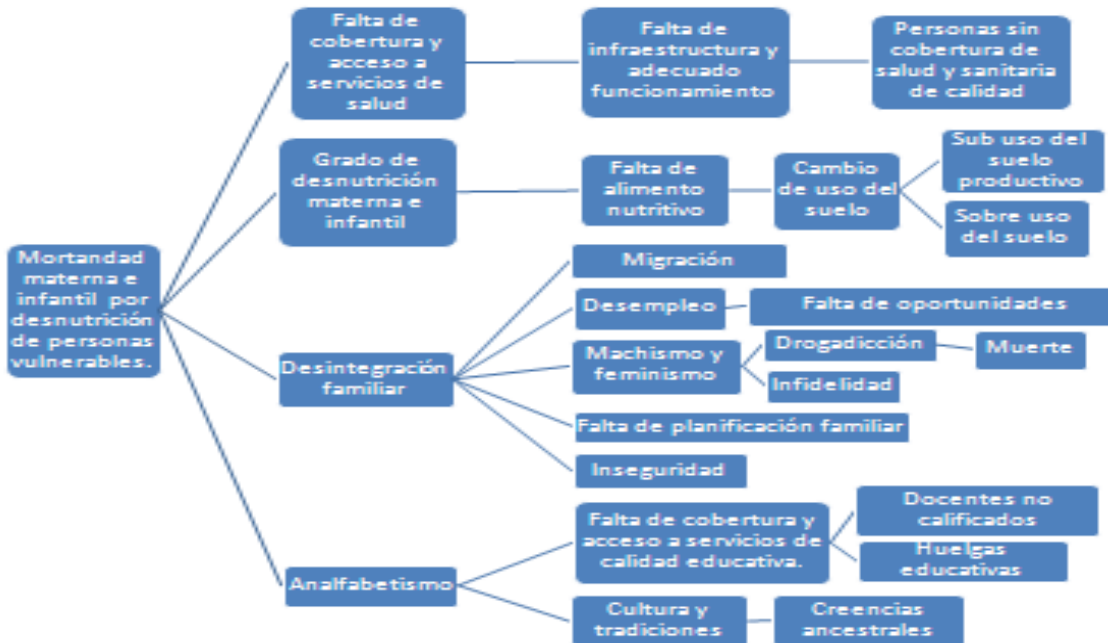 Falta de
cobertura y
acceso a
servicios de
salud
Falta de
infraestructura y
adecuado
funcionamiento
Personas sin
cobertura de
salud y sanitaria
de calidad
Grado de
desnutrición
materna e
infantil
Falta de
alimento
nutritivo
Cambio
de uso del
suelo
Sub uso del
suelo
productivo
Sobre uso
del suelo
Mortandad
materna e
infantil por
desnutrición
de personas
vulnerables.
Desintegración
familiar
Migración
Desempleo
Falta de oportunidades
Machismo y
feminismo
Drogadicción
Muerte
Infidelidad
Falta de planificación familiar
Inseguridad
Analfabetismo
Falta de cobertura y
acceso a servicios de
calidad educativa.
Docentes no
calificados
Huelgas
educativas
Cultura y
tradiciones
Creencias
ancestrales